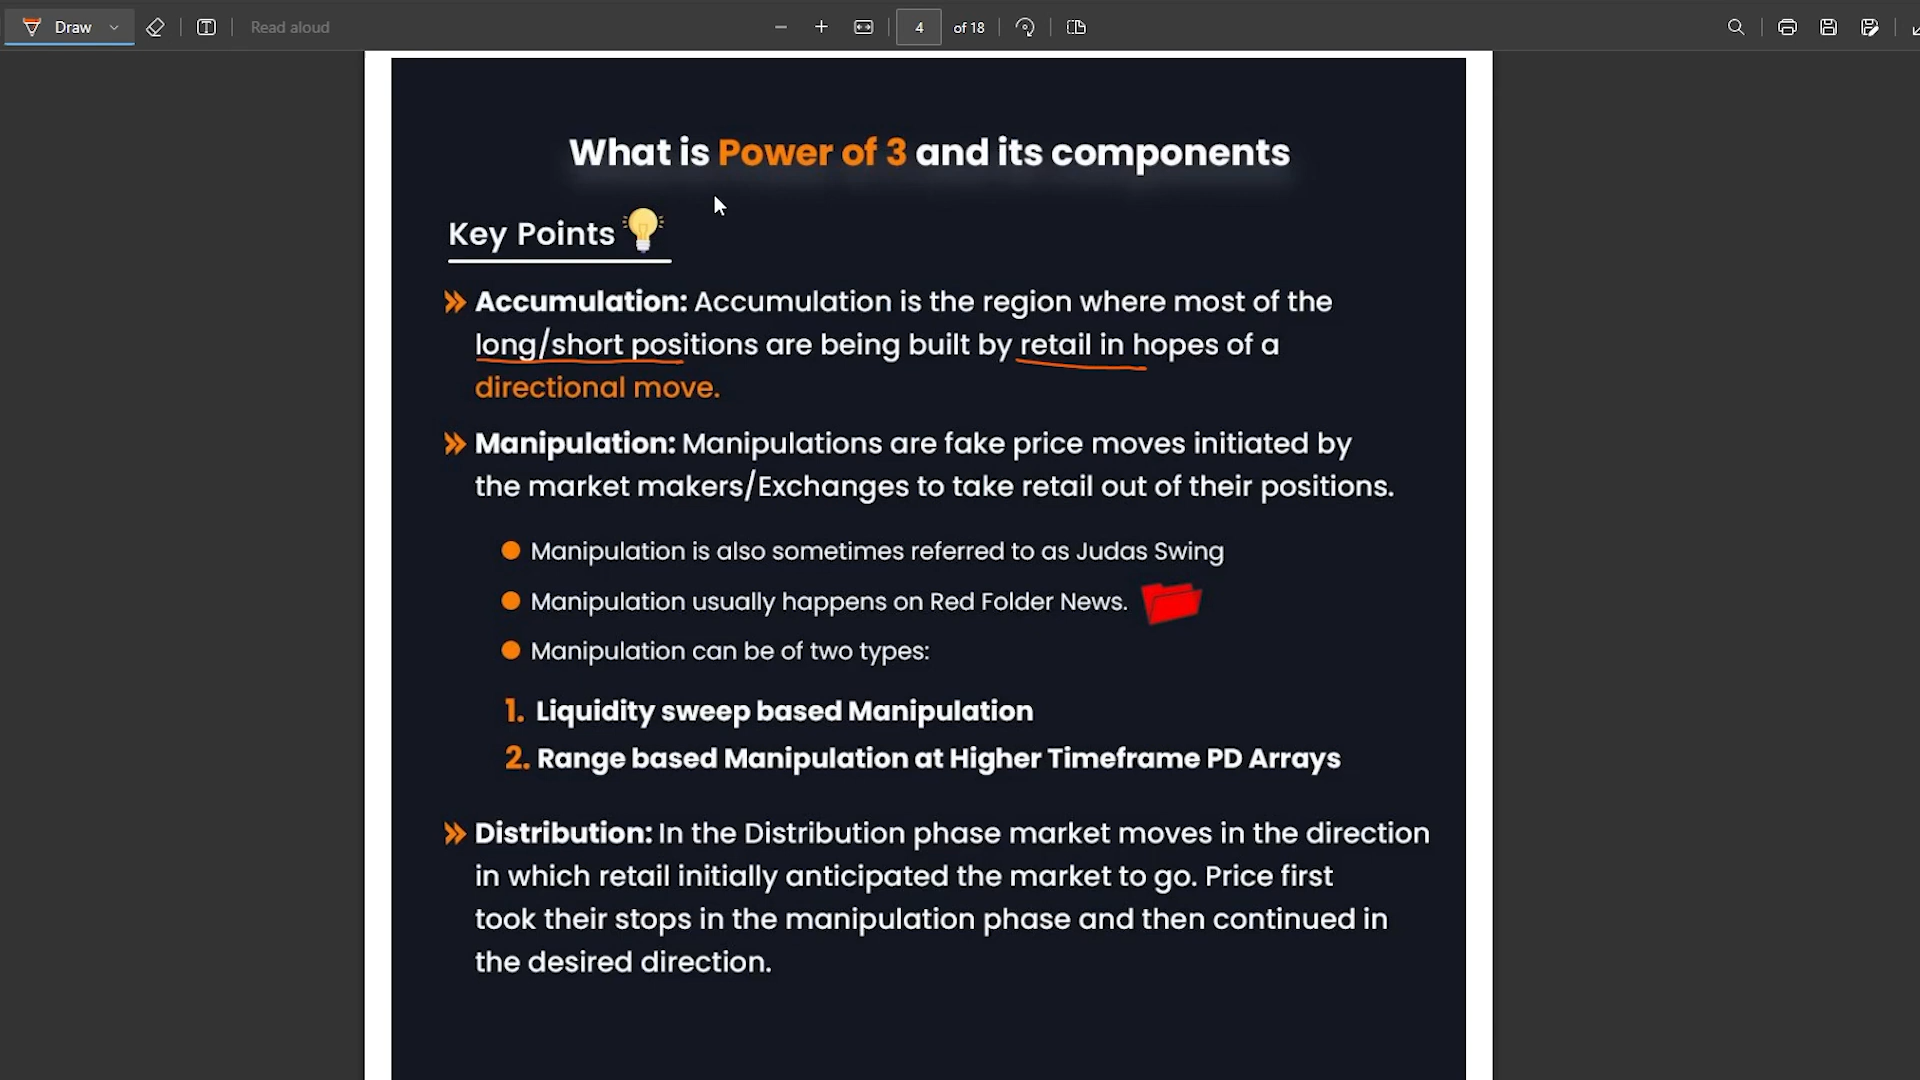 Draw
Read aloud
4
of 18
What is Power of 3 and its components
Key Points
Accumulation: Accumulation is the region where most of the
long/short positions are being built by retail in hopes of a
directional move.
Manipulation: Manipulations are fake price moves initiated by
the market makers/Exchanges to take retail out of their positions.
Manipulation is also sometimes referred to as Judas Swing
Manipulation usually happens on Red Folder News.
Manipulation can be of two types:
1. Liquidity sweep based Manipulation
2. Range based Manipulation at Higher Timeframe PD Arrays
Distribution: In the Distribution phase market moves in the direction
in which retail initially anticipated the market to go. Price first
took their stops in the manipulation phase and then continued in
the desired direction.